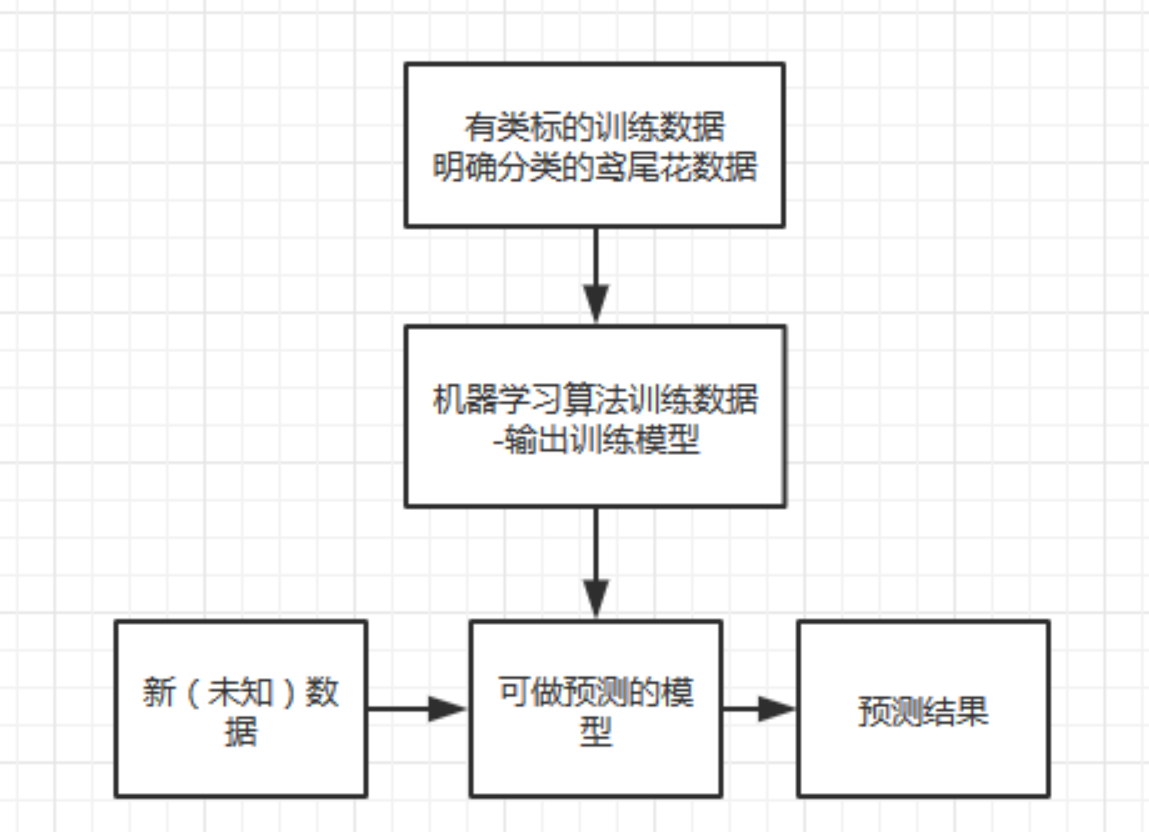 有类标的训练数据
明确分类的鸢尾花数据
机器学习算法训练数据
-输出训练模型
新（未知）数
据
可做预测的模
型
预测结果